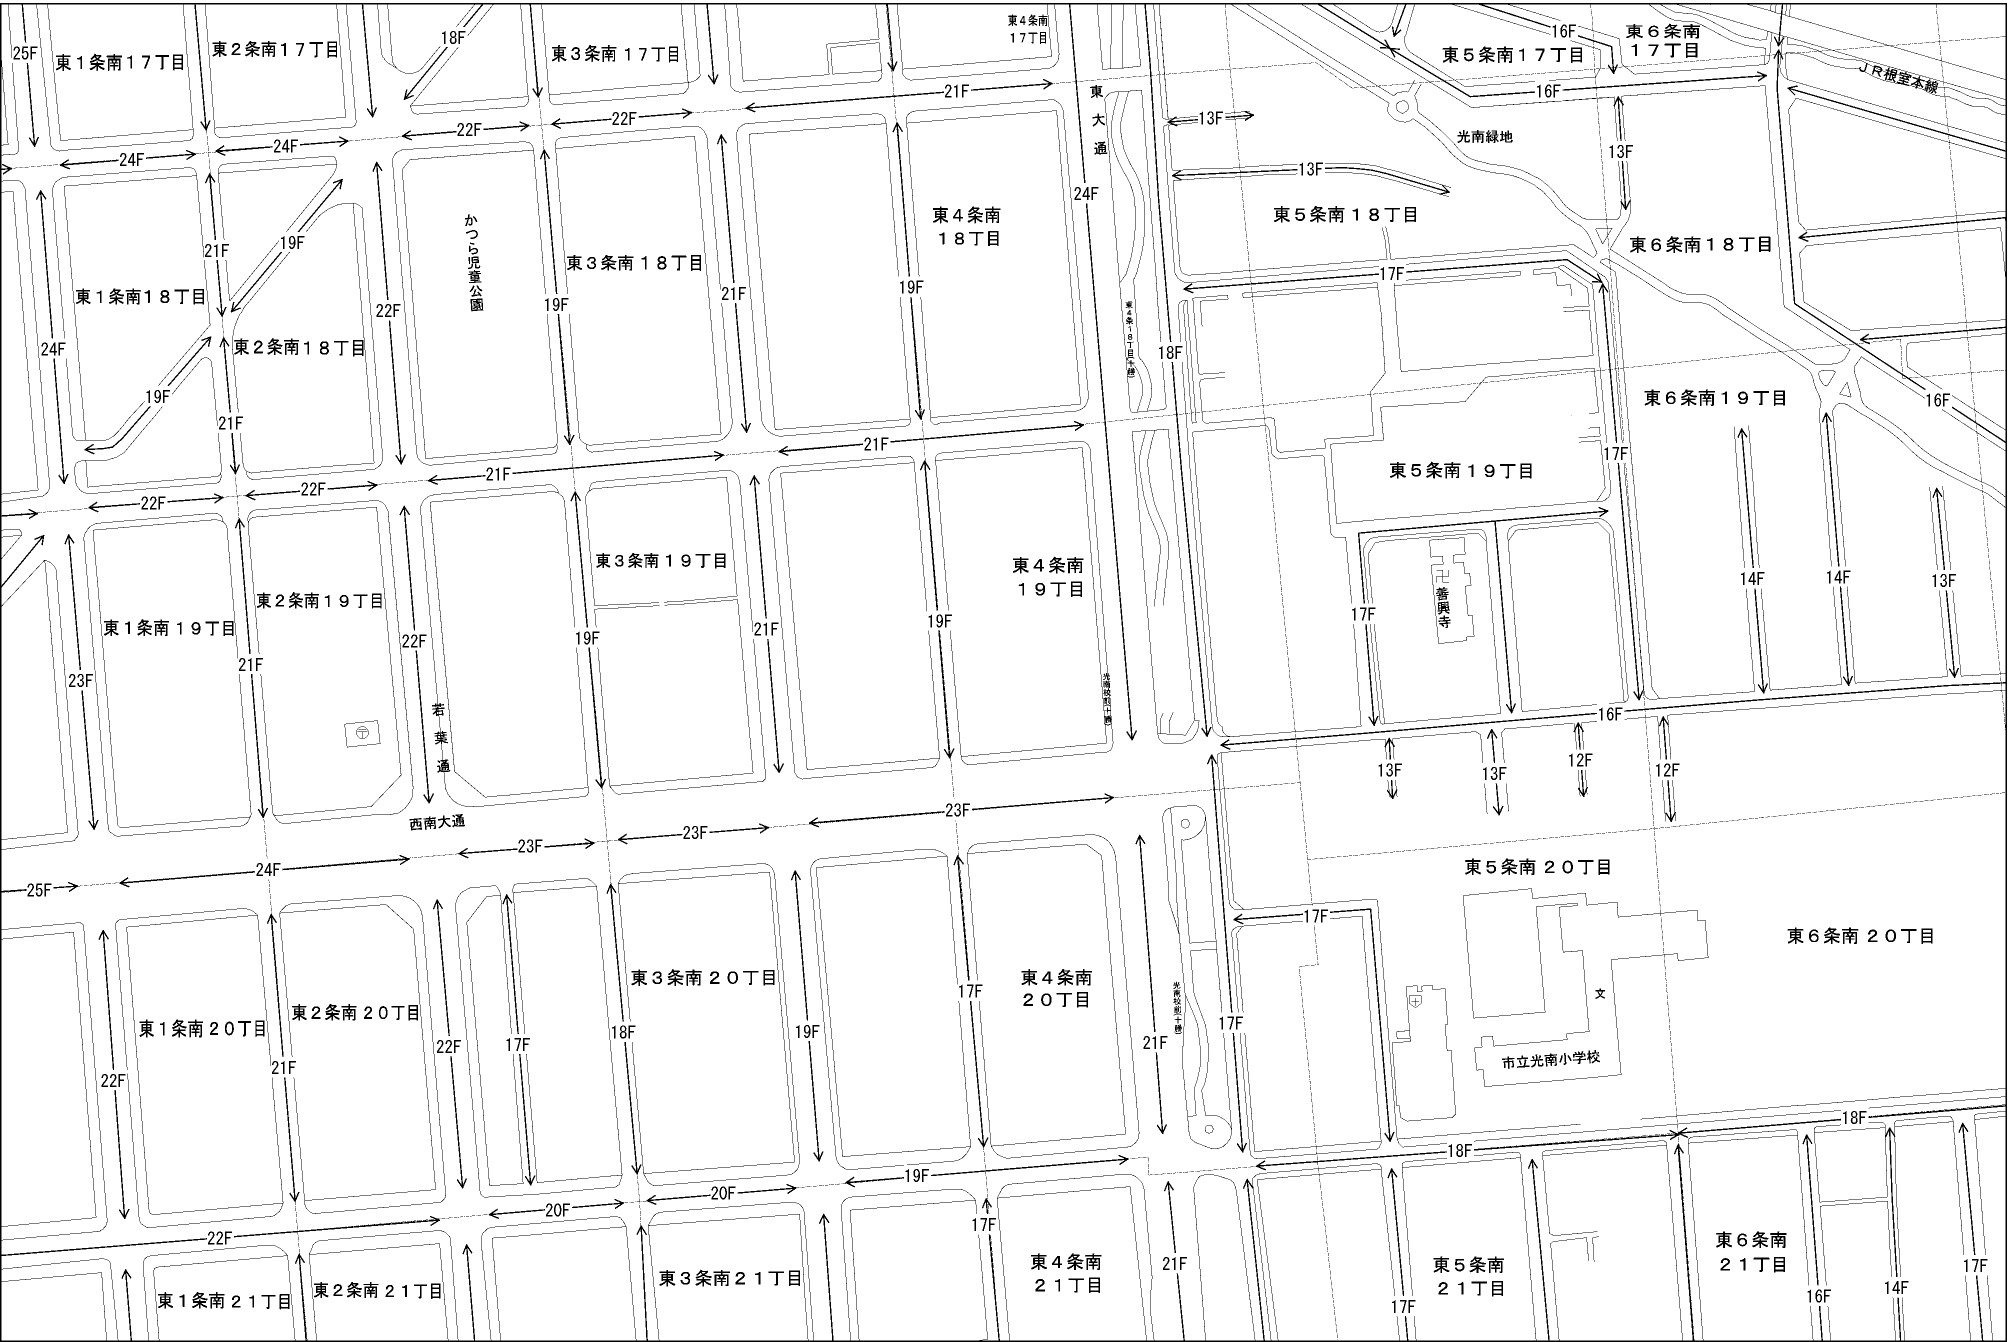 25F
東１条南１７丁目
東２条南１７丁目
18F
東３条南１７丁目
東４条南
１７丁目
16F
東５条南１７丁目
東６条南
１７丁目
ＪＲ根室本線
24F
24F
22F
22F
21F
東大通
13F
16F
光南緑地
13F
13F
24F
21F
19F
22F
かつら児童公園
東３条南１８丁目
19F
21F
19F
東４条南
１８丁目
東５条南１８丁目
東６条南１８丁目
17F
東１条南１８丁目
東２条南１８丁目
24F
19F
21F
18F
東６条南１９丁目
16F
17F
東５条南１９丁目
22F
22F
21F
21F
東１条南１９丁目
東２条南１９丁目
東３条南１９丁目
東４条南
１９丁目
23F
21F
22F
19F
21F
19F
17F
卍善興寺
14F
14F
13F
若葉通
光南校前(十勝)
16F
13F
13F
12F
12F
西南大通
25F
24F
23F
23F
23F
東５条南２０丁目
17F
東６条南２０丁目
東１条南２０丁目
東２条南２０丁目
東３条南２０丁目
東４条南
２０丁目
光南校前(十勝)
文
市立光南小学校
22F
21F
22F
17F
18F
19F
17F
21F
17F
18F
18F
22F
20F
20F
19F
17F
21F
東１条南２１丁目
東２条南２１丁目
東３条南２１丁目
東４条南
２１丁目
東５条南
２１丁目
東６条南
２１丁目
17F
16F
14F
17F